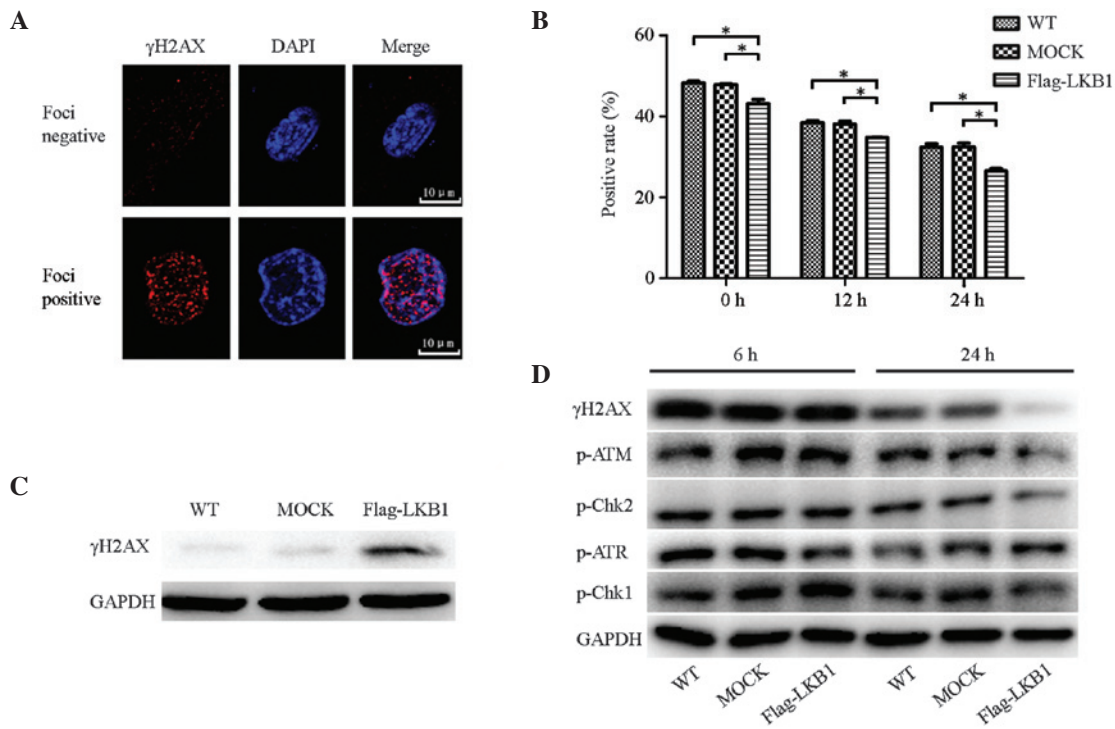 A
γH2AX DAPI Merge
Foci
negative
10 μm
Foci
positive
10 μm
B
WT
MOCK
Flag-LKB1
Positive rate (%)
60
40
20
0
* * * * * *
0 h 12 h 24 h
C
WT MOCK Flag-LKB1
γH2AX
GAPDH
D
6 h 24 h
γH2AX
p-ATM
p-Chk2
p-ATR
p-Chk1
GAPDH
WT MOCK Flag-LKB1 WT MOCK Flag-LKB1